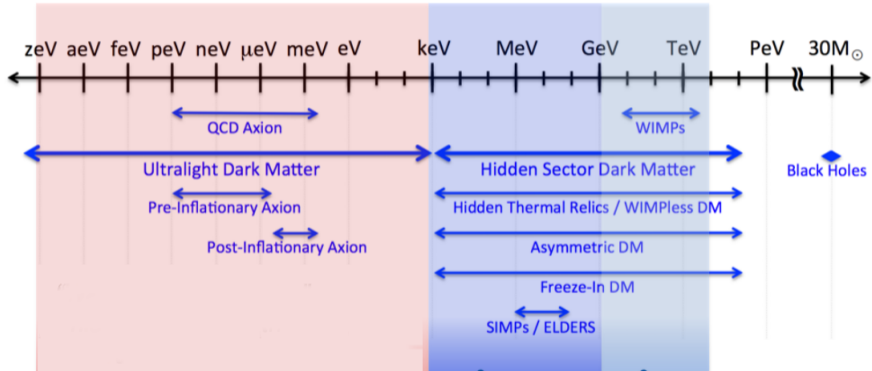 zeV aeV feV peV neV μeV meV eV keV MeV GeV TeV PeV 30M☉
QCD Axion
WIMPs
Ultralight Dark Matter
Hidden Sector Dark Matter
Black Holes
Pre-Inflationary Axion
Hidden Thermal Relics / WIMPless DM
Post-Inflationary Axion
Asymmetric DM
Freeze-In DM
SIMPs / ELDERS